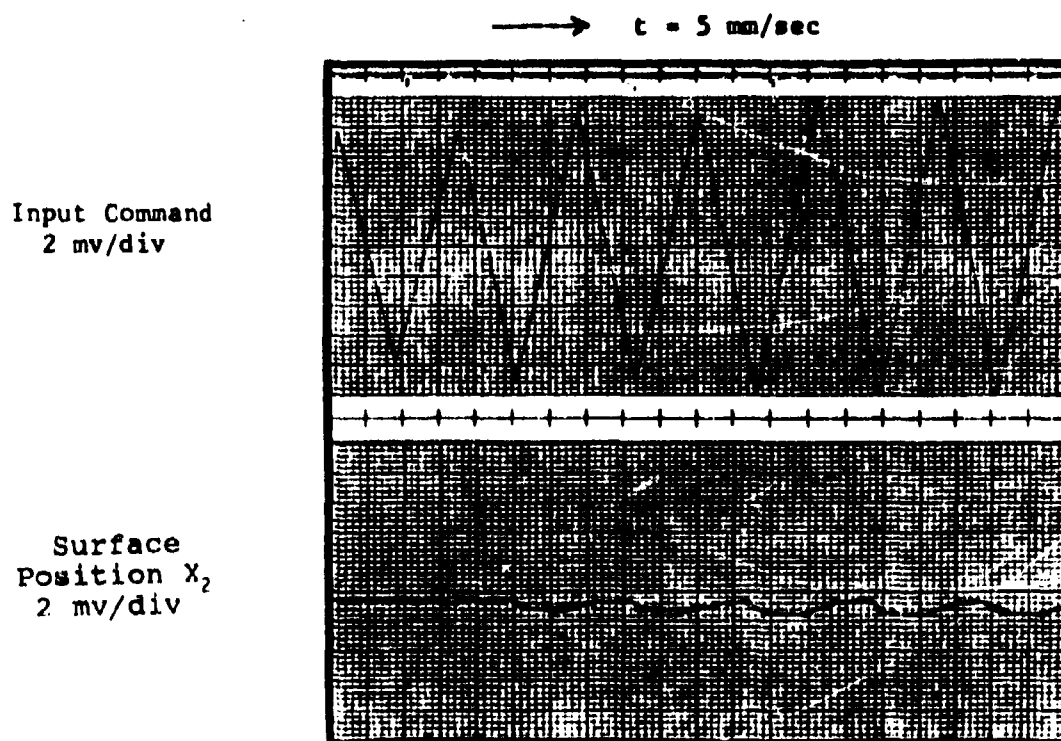 t = 5 mm/sec
Input Command
2 mv/div
Surface
Position X₂
2 mv/div